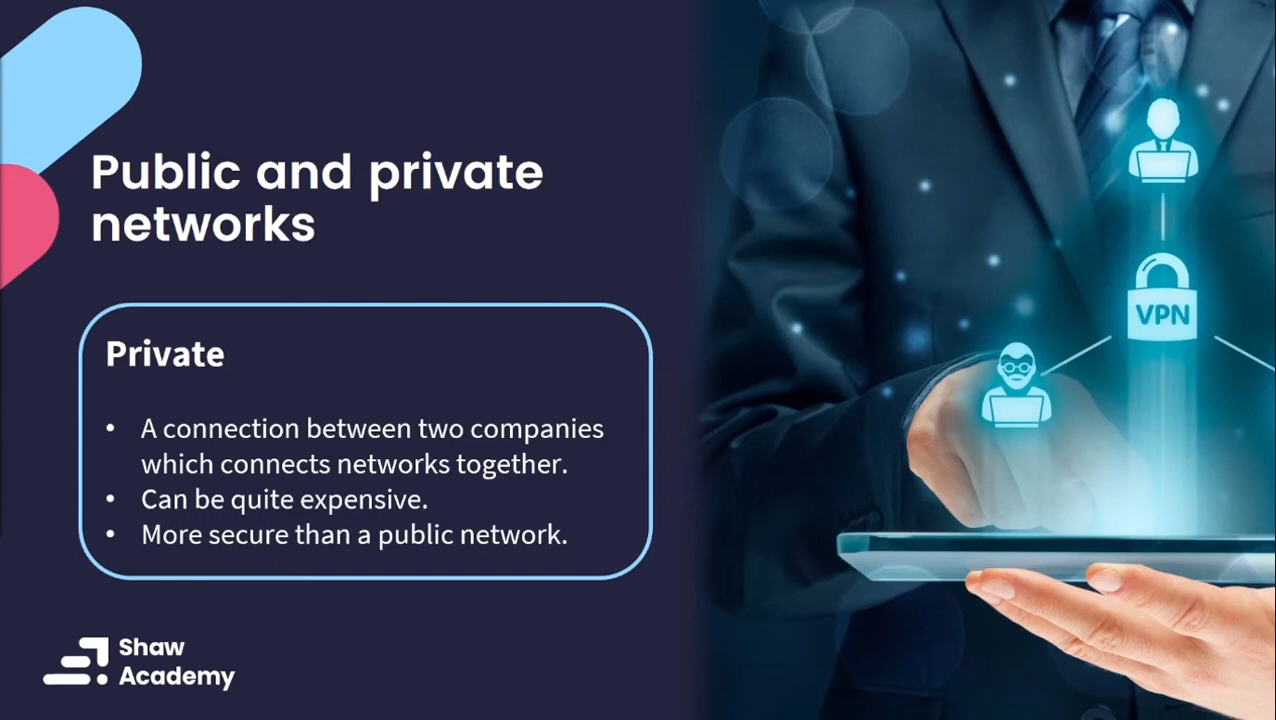 Public and private
networks
Private
• A connection between two companies
which connects networks together.
• Can be quite expensive.
• More secure than a public network.
VPN
Shaw
Academy